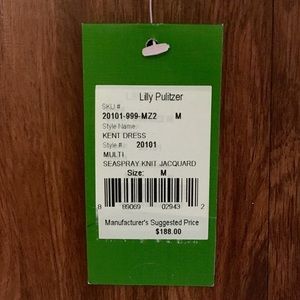 Lilly Pulitzer
SKU #:
20101-999-MZ2 M
Style Name:
KENT DRESS
Style #: 20101
MULTI
SEASPRAY KNIT JACQUARD
Size: M
8 89069 02943 2
Manufacturer's Suggested Price
$188.00